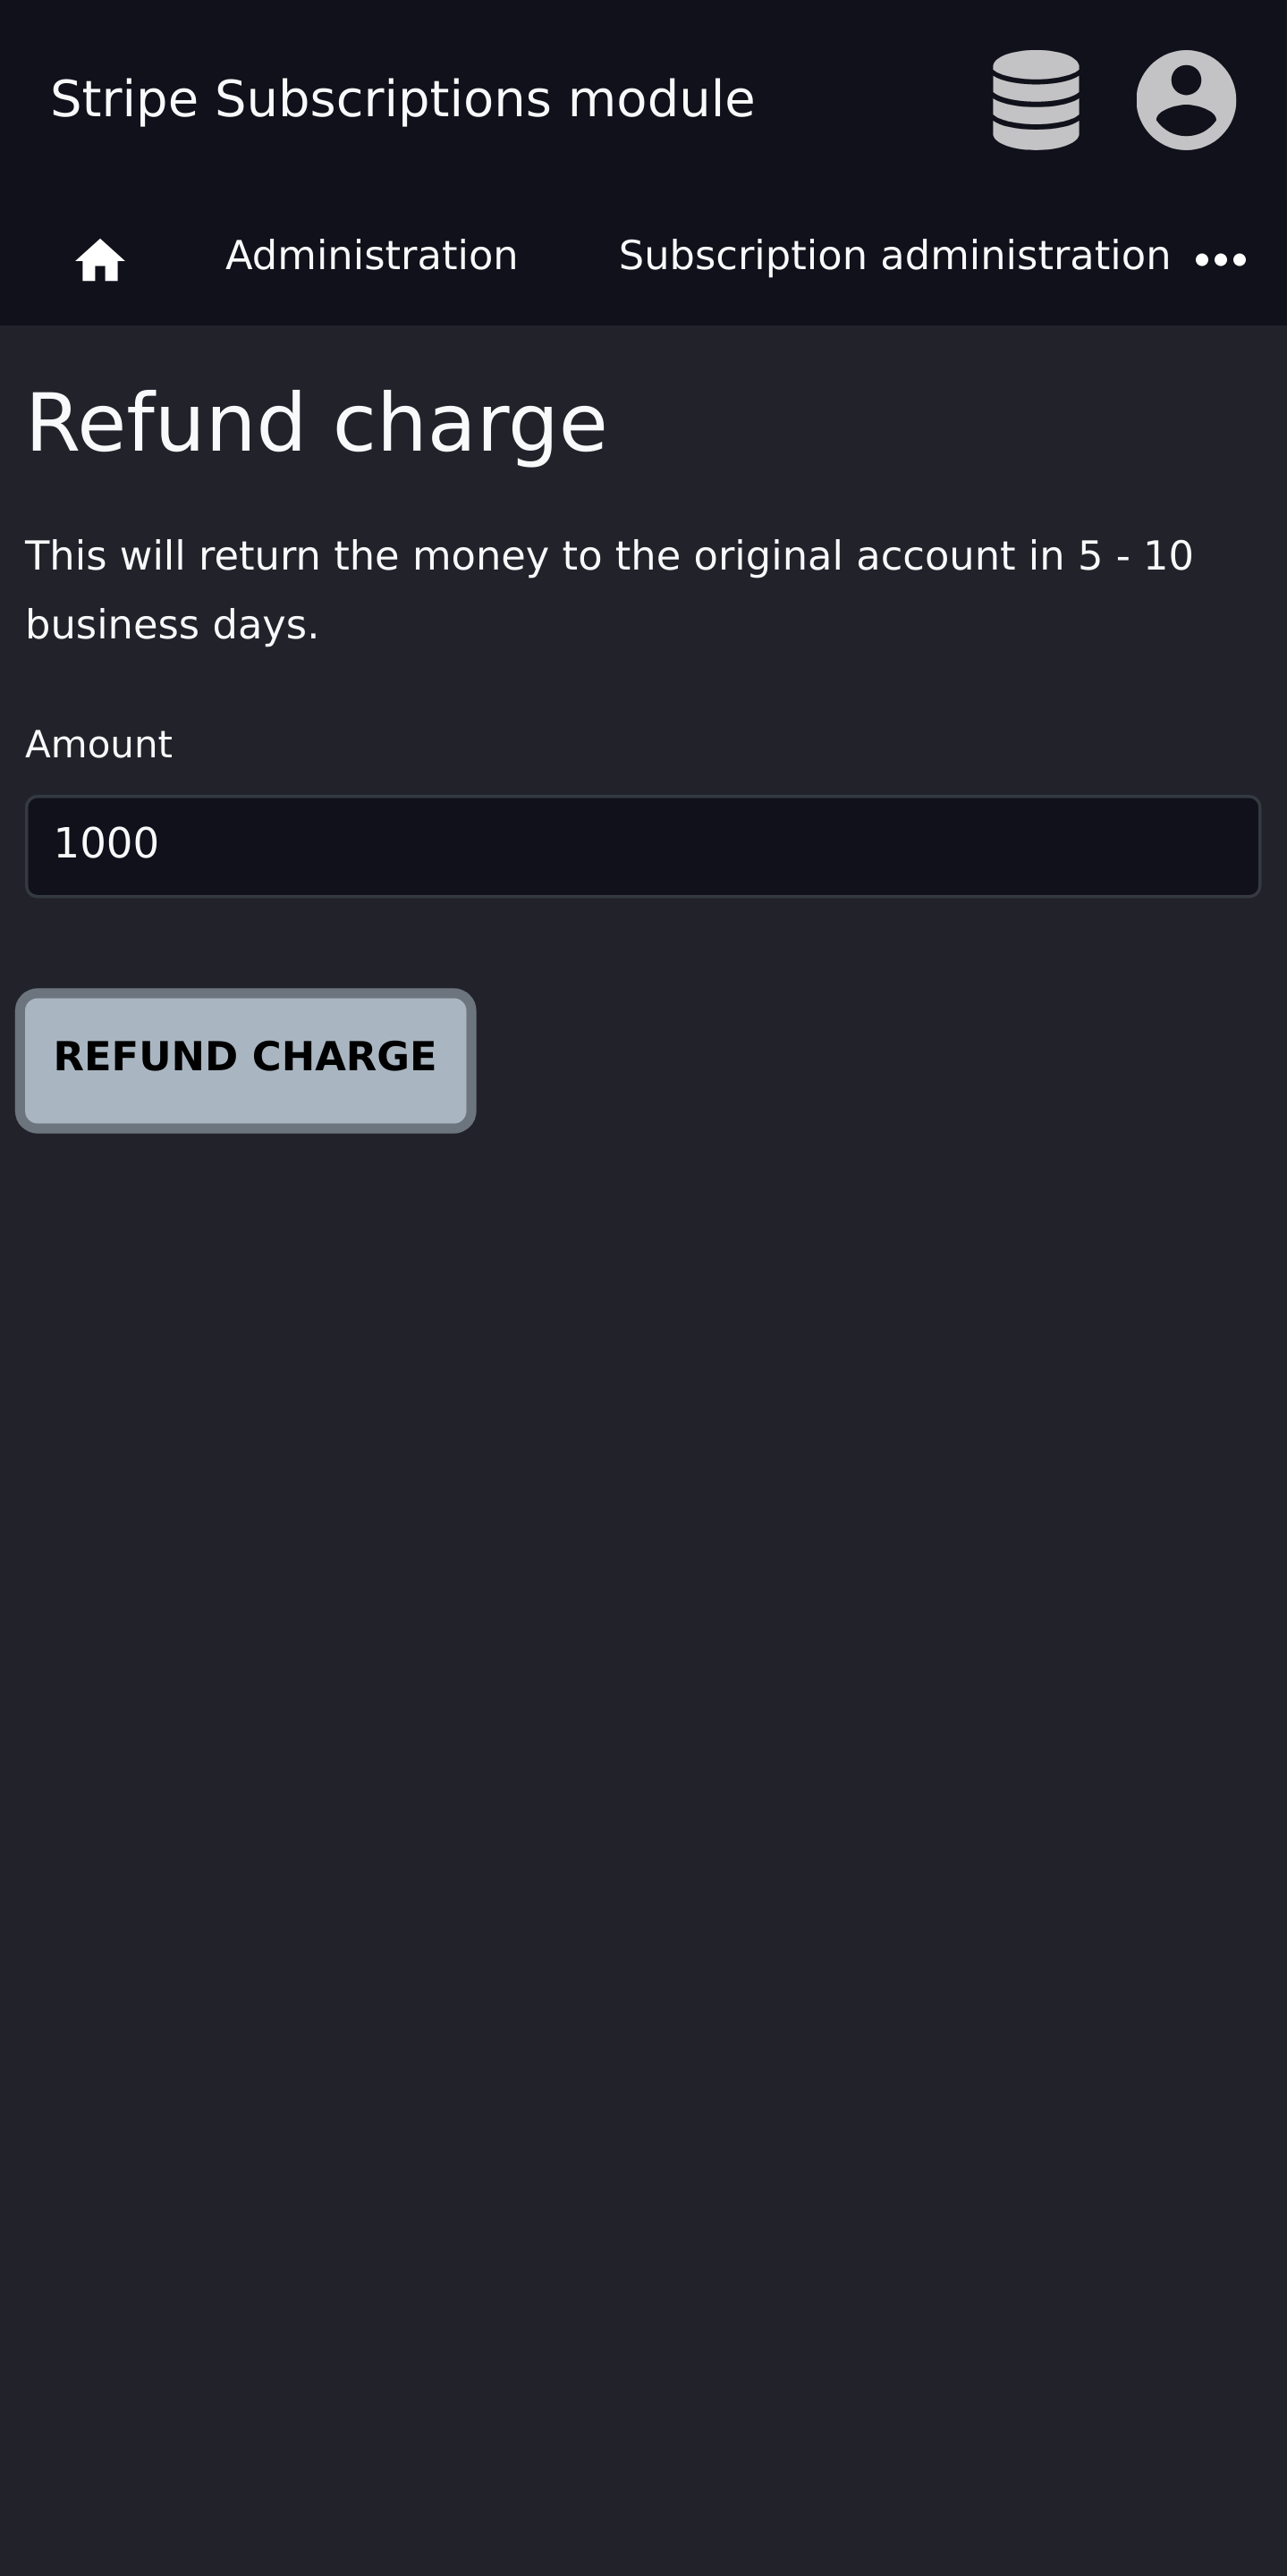 Stripe Subscriptions module
Administration
Subscription administration
Refund charge
This will return the money to the original account in 5 - 10
business days.
Amount
1000
REFUND CHARGE